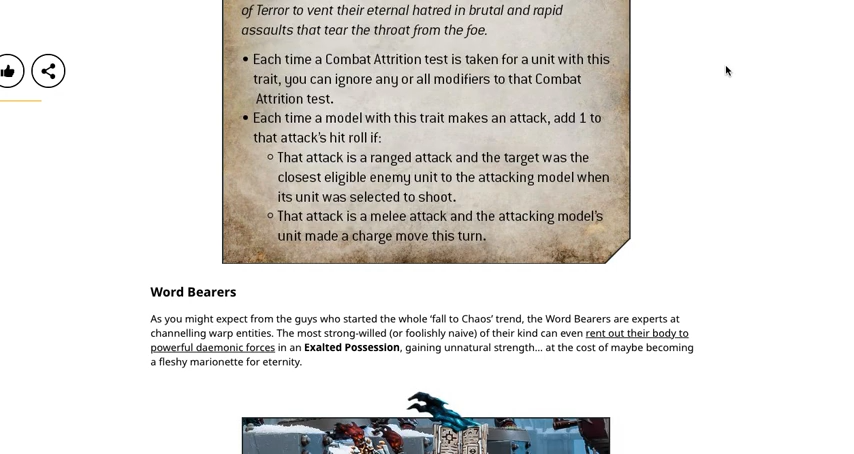 of Terror to vent their eternal hatred in brutal and rapid
assaults that tear the throat from the foe.
• Each time a Combat Attrition test is taken for a unit with this
trait, you can ignore any or all modifiers to that Combat
Attrition test.
• Each time a model with this trait makes an attack, add 1 to
that attack's hit roll if:
○ That attack is a ranged attack and the target was the
closest eligible enemy unit to the attacking model when
its unit was selected to shoot.
○ That attack is a melee attack and the attacking model's
unit made a charge move this turn.
Word Bearers
As you might expect from the guys who started the whole ‘fall to Chaos’ trend, the Word Bearers are experts at
channelling warp entities. The most strong-willed (or foolishly naive) of their kind can even rent out their body to
powerful daemonic forces in an Exalted Possession, gaining unnatural strength... at the cost of maybe becoming
a fleshy marionette for eternity.